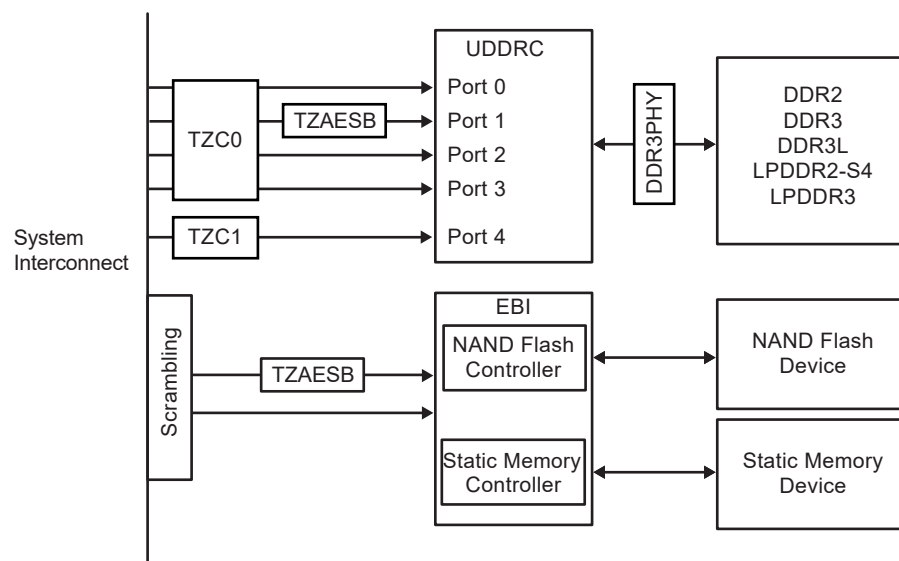 UDDRC
Port 0
Port 1
Port 2
Port 3
Port 4
TZC0
TZAESB
TZC1
DDR3PHY
DDR2
DDR3
DDR3L
LPDDR2-S4
LPDDR3
System
Interconnect
Scrambling
TZAESB
EBI
NAND Flash
Controller
Static Memory
Controller
NAND Flash
Device
Static Memory
Device